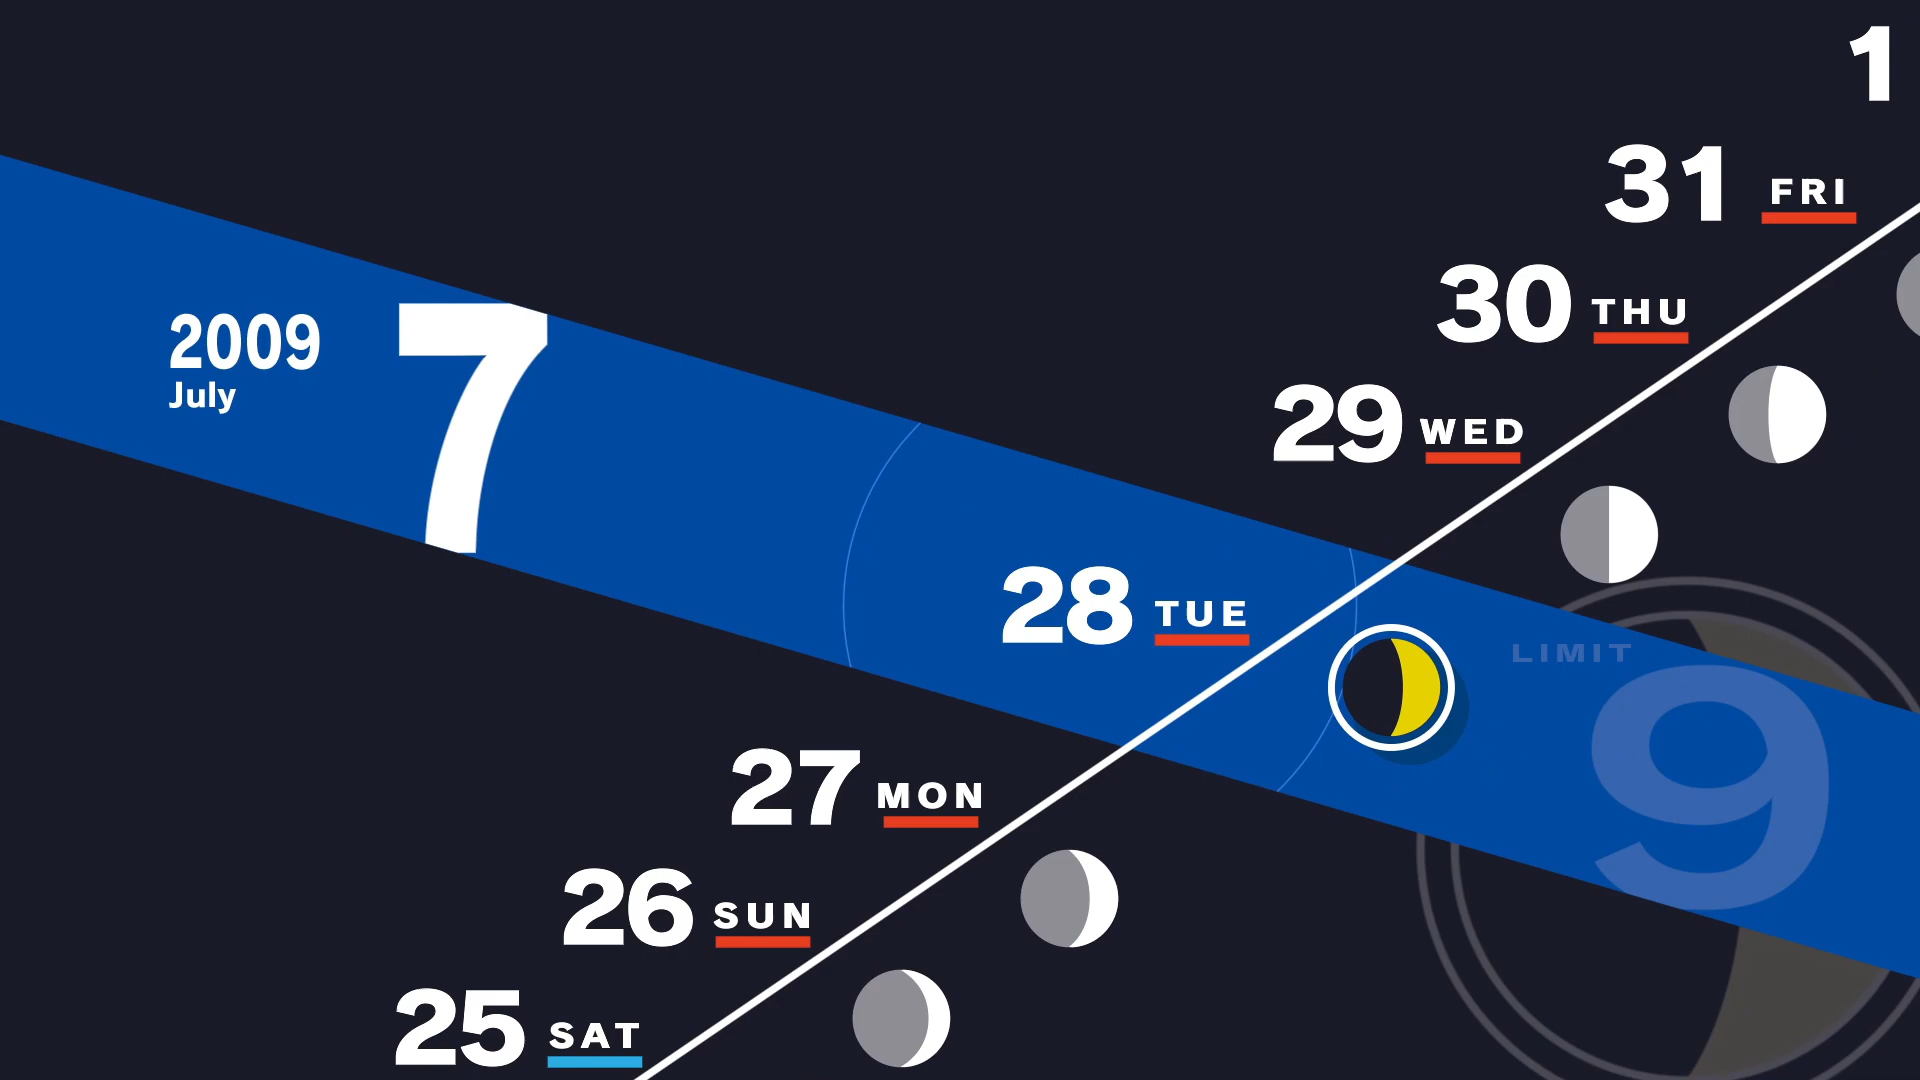 1
31 FRI
30 THU
29 WED
2009
July
7
28 TUE
LIMIT
9
27 MON
26 SUN
25 SAT